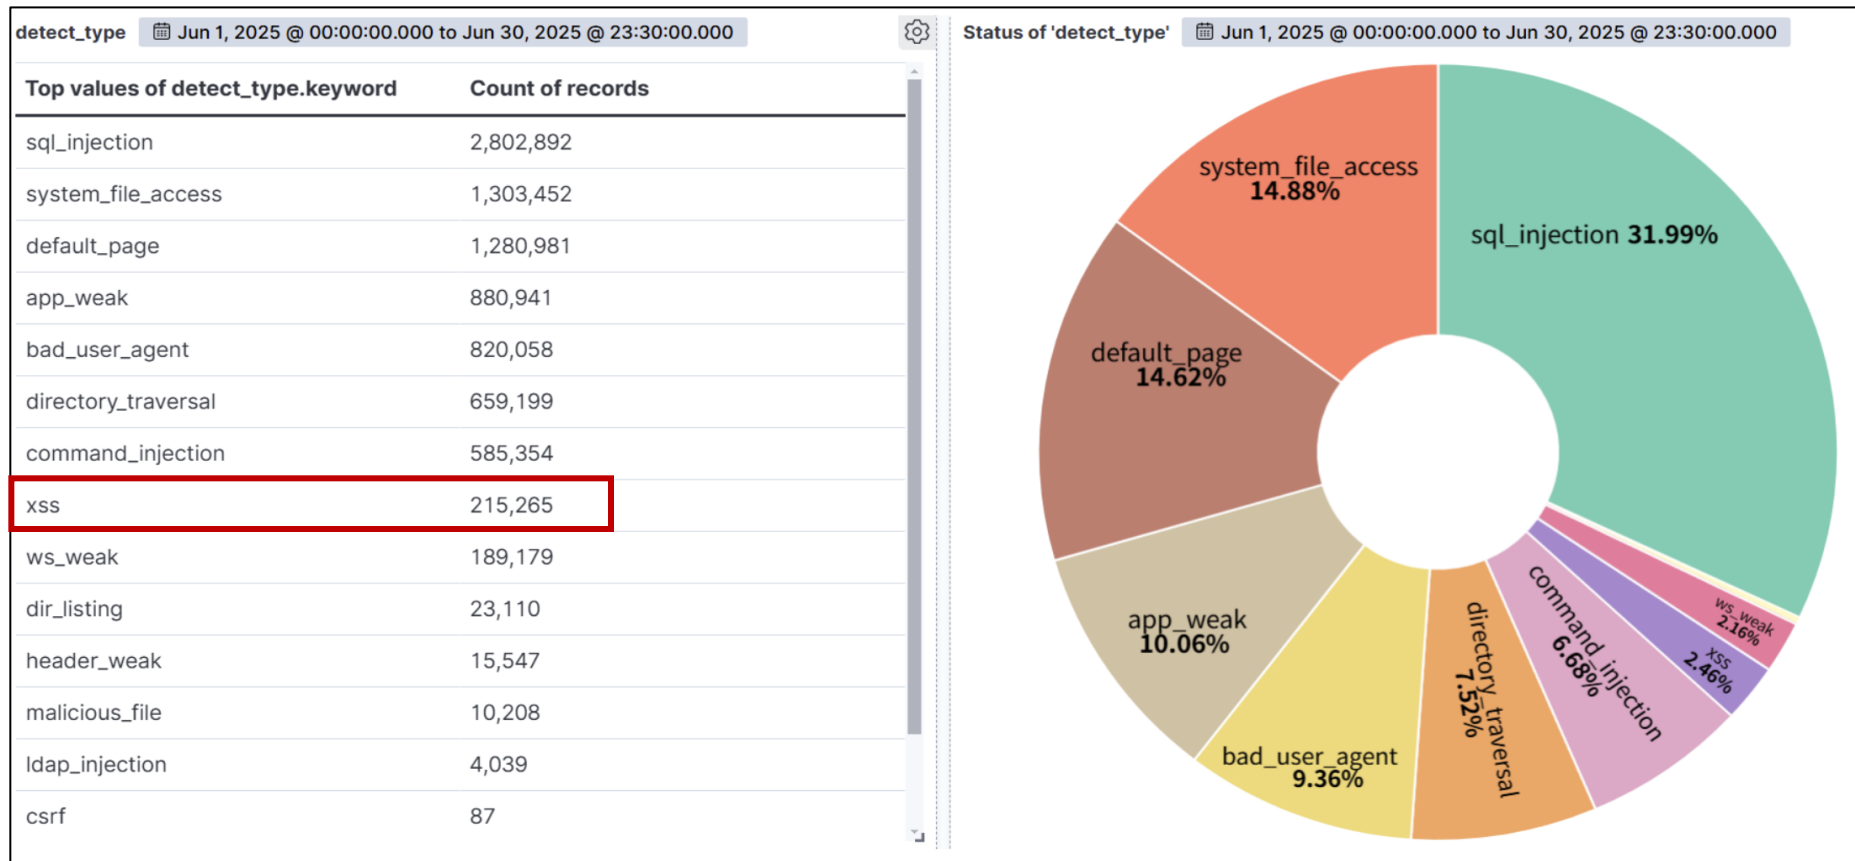 detect_type Jun 1, 2025 @ 00:00:00.000 to Jun 30, 2025 @ 23:30:00.000
Top values of detect_type.keyword Count of records
sql_injection 2,802,892
system_file_access 1,303,452
default_page 1,280,981
app_weak 880,941
bad_user_agent 820,058
directory_traversal 659,199
command_injection 585,354
xss 215,265
ws_weak 189,179
dir_listing 23,110
header_weak 15,547
malicious_file 10,208
ldap_injection 4,039
csrf 87
Status of 'detect_type' Jun 1, 2025 @ 00:00:00.000 to Jun 30, 2025 @ 23:30:00.000
system_file_access
14.88%
sql_injection 31.99%
default_page
14.62%
app_weak
10.06%
bad_user_agent
9.36%
directory_traversal
7.52%
command_injection
6.68%
xss
2.46%
ws_weak
2.16%